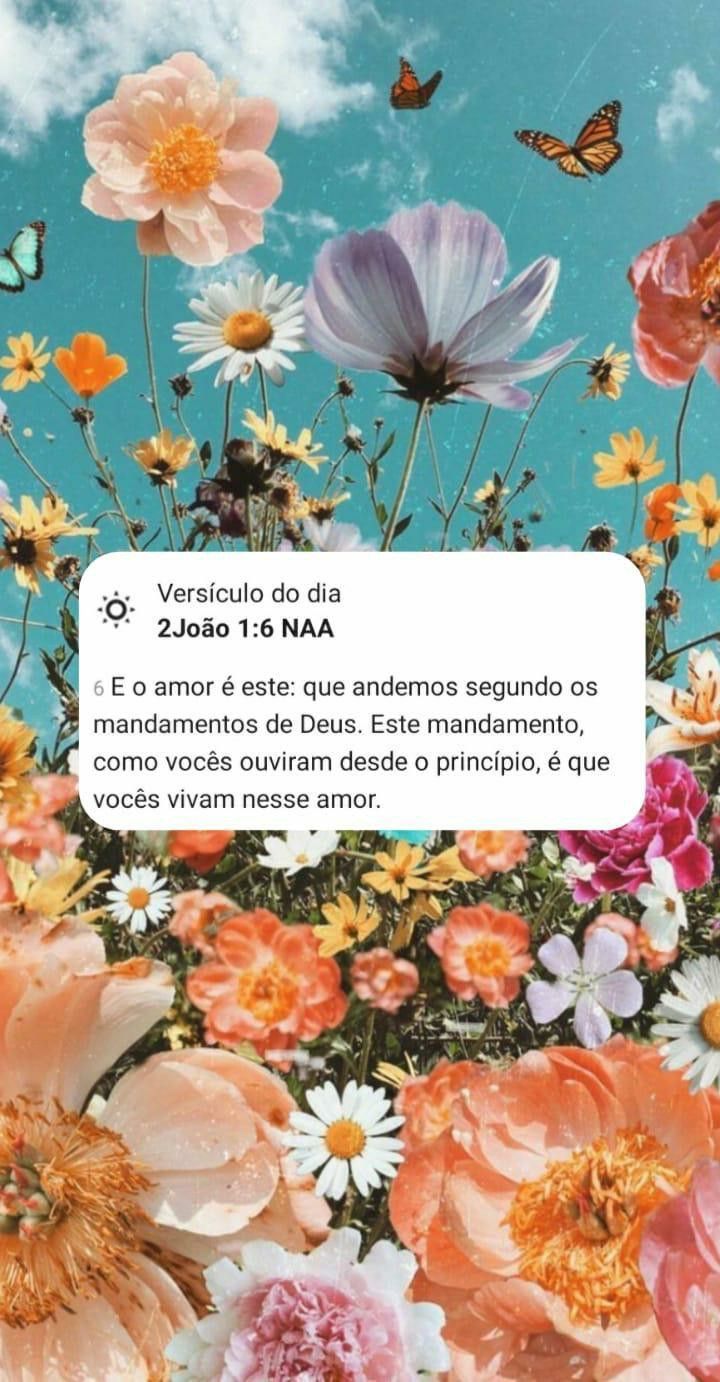 Versículo do dia
2João 1:6 NAA
6 E o amor é este: que andemos segundo os
mandamentos de Deus. Este mandamento,
como vocês ouviram desde o princípio, é que
vocês vivam nesse amor.